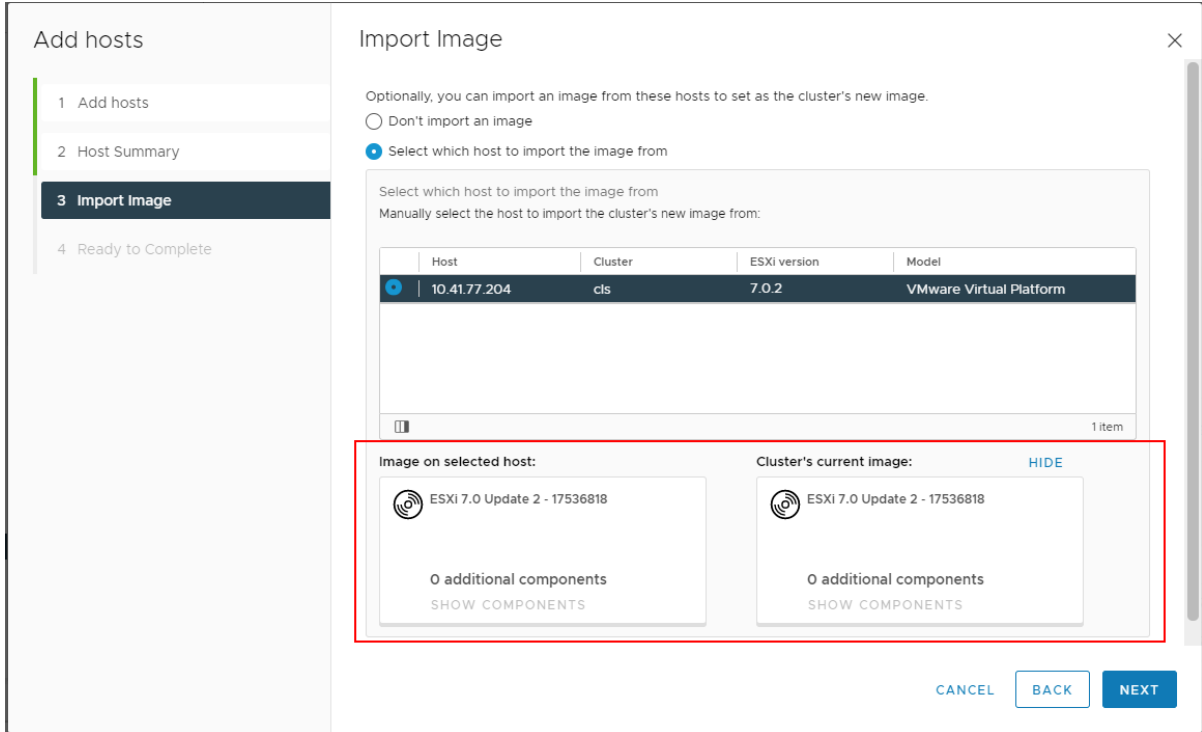 Add hosts
1 Add hosts
2 Host Summary
3 Import Image
4 Ready to Complete
Import Image
Optionally, you can import an image from these hosts to set as the cluster's new image.
Don't import an image
Select which host to import the image from
Select which host to import the image from
Manually select the host to import the cluster's new image from:
Host Cluster ESXi version Model
10.41.77.204 cls 7.0.2 VMware Virtual Platform
1 item
Image on selected host:
ESXi 7.0 Update 2 - 17536818
0 additional components
SHOW COMPONENTS
Cluster's current image: HIDE
ESXi 7.0 Update 2 - 17536818
0 additional components
SHOW COMPONENTS
CANCEL BACK NEXT